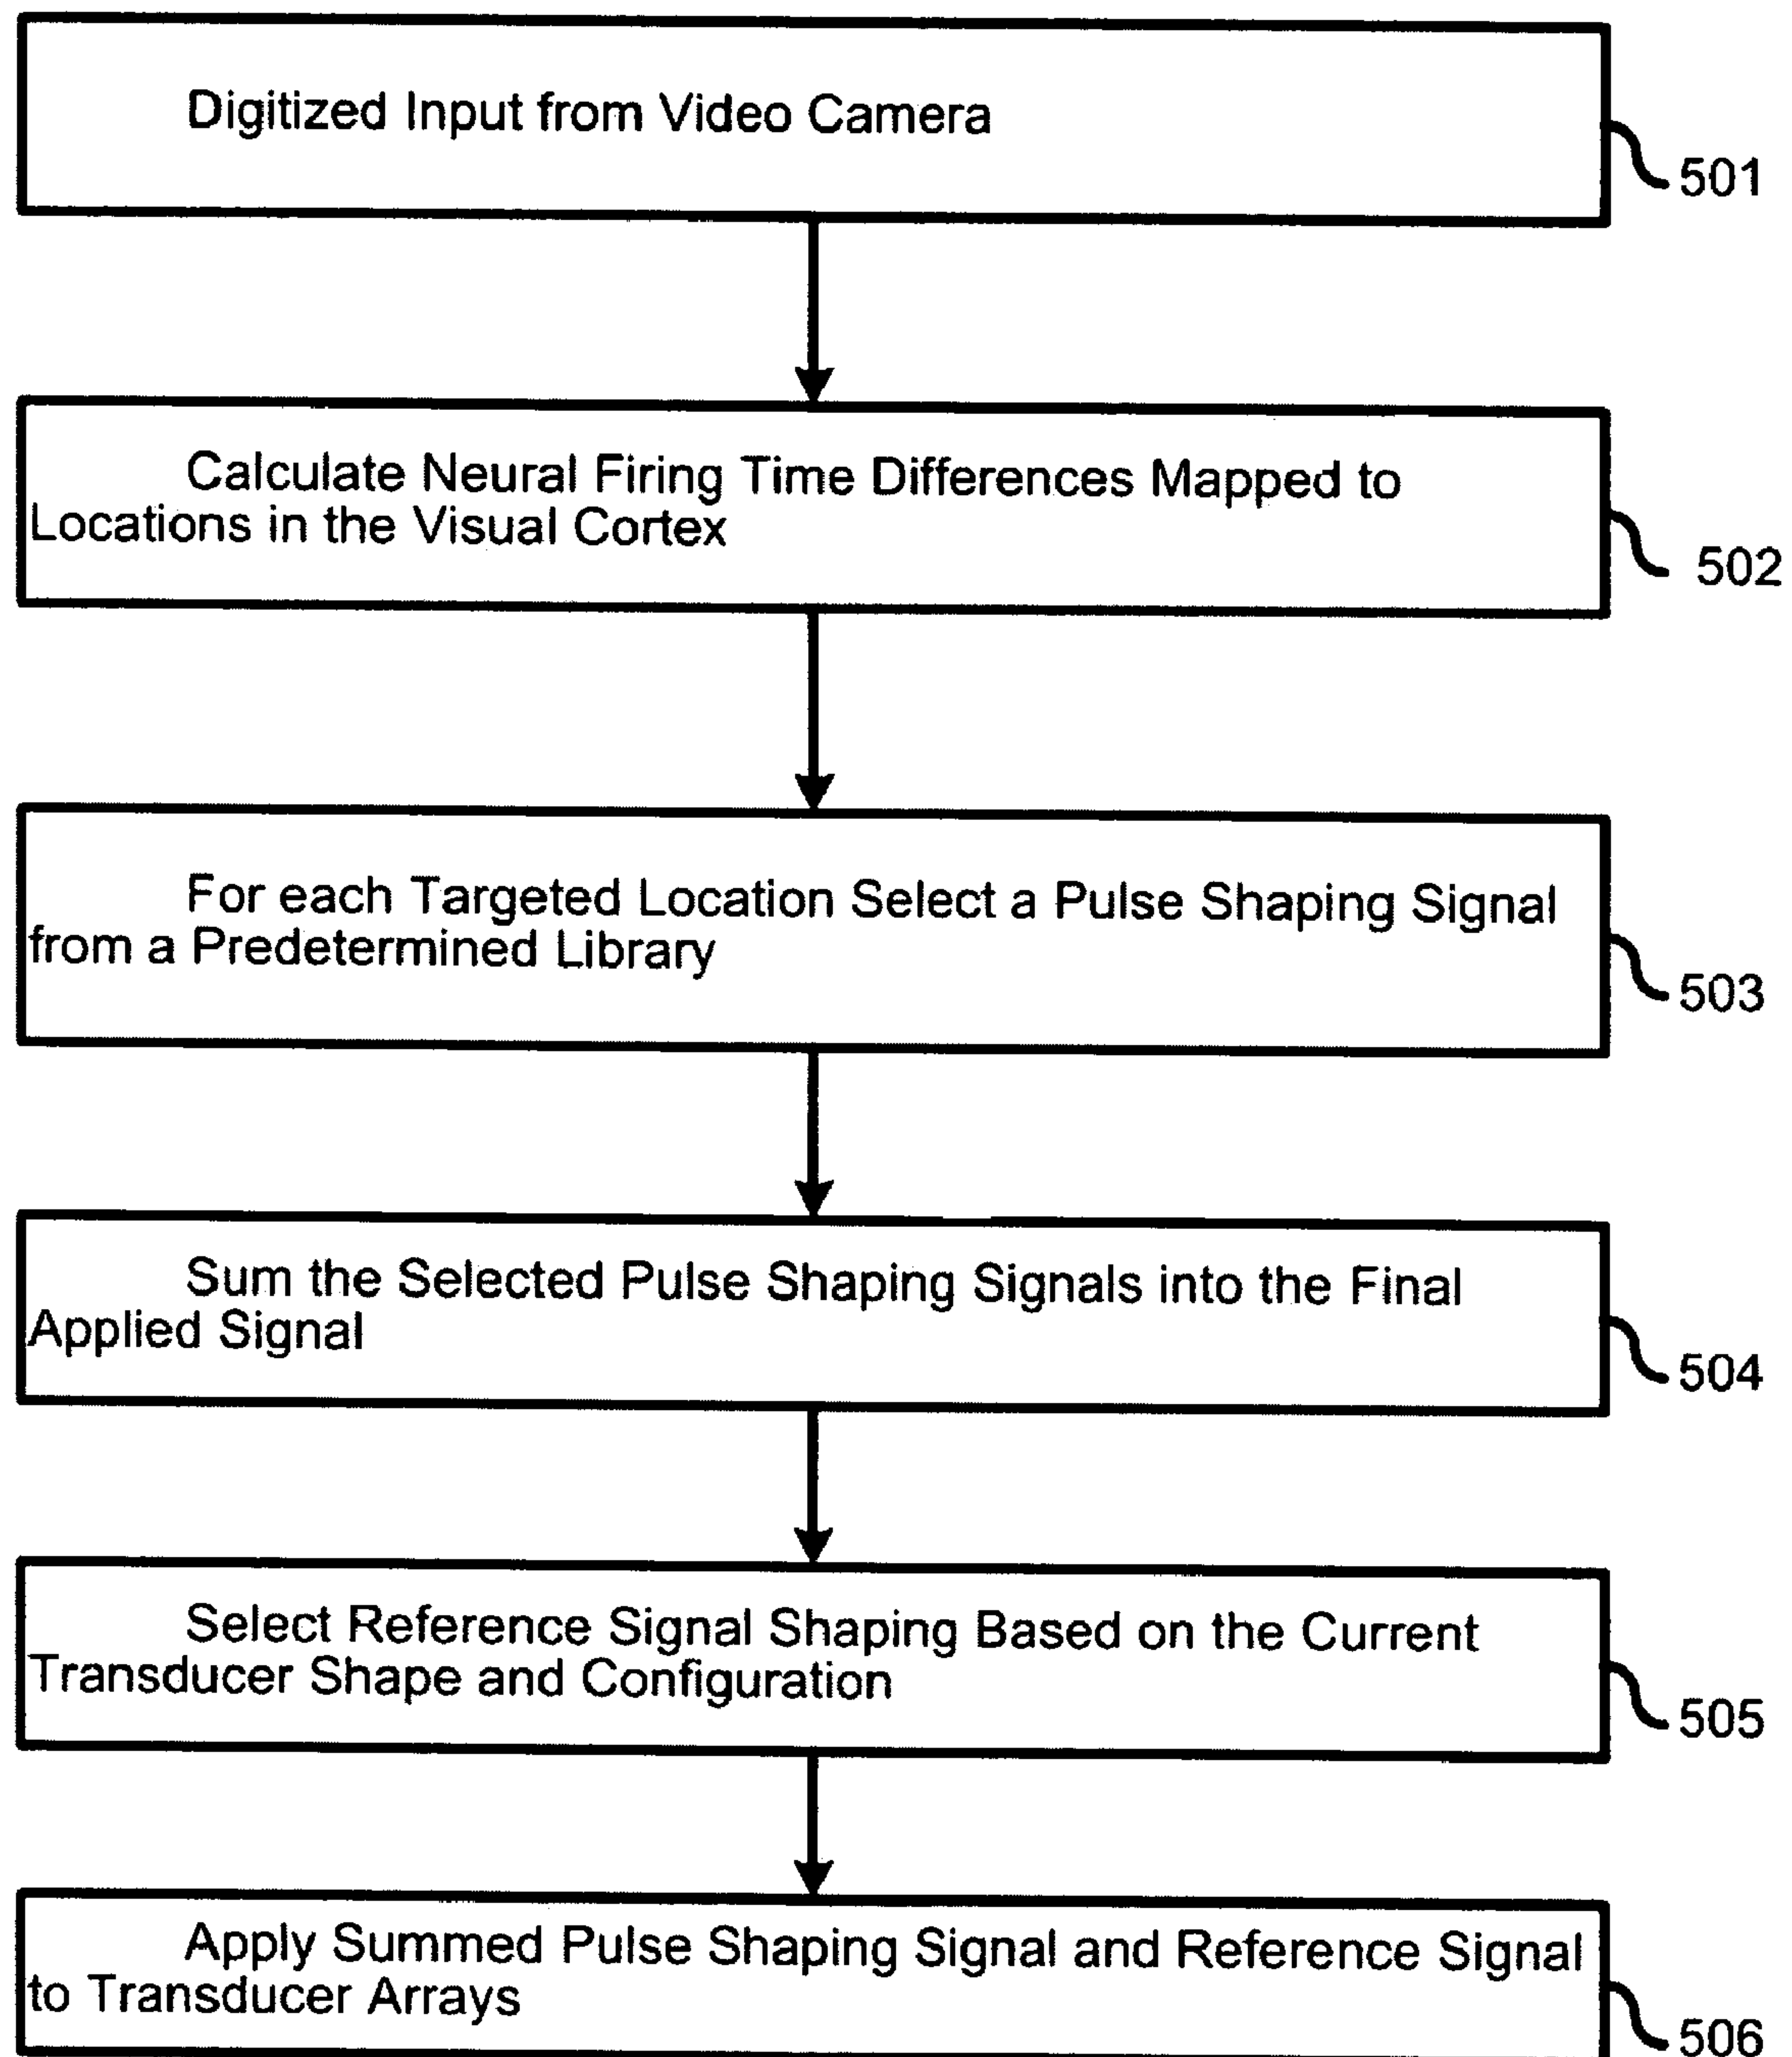 Digitized Input from Video Camera
501
Calculate Neural Firing Time Differences Mapped to
Locations in the Visual Cortex
502
For each Targeted Location Select a Pulse Shaping Signal
from a Predetermined Library
503
Sum the Selected Pulse Shaping Signals into the Final
Applied Signal
504
Select Reference Signal Shaping Based on the Current
Transducer Shape and Configuration
505
Apply Summed Pulse Shaping Signal and Reference Signal
to Transducer Arrays
506